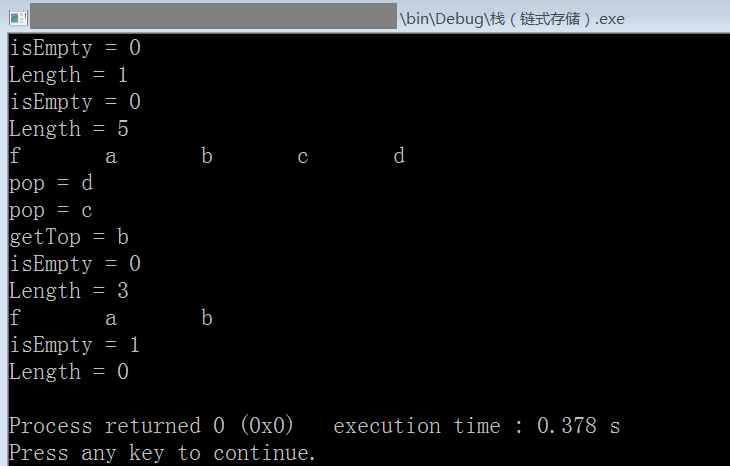 \bin\Debug\栈（链式存储）.exe
isEmpty = 0
Length = 1
isEmpty = 0
Length = 5
f a b c d
pop = d
pop = c
getTop = b
isEmpty = 0
Length = 3
f a b
isEmpty = 1
Length = 0
Process returned 0 (0x0) execution time : 0.378 s
Press any key to continue.